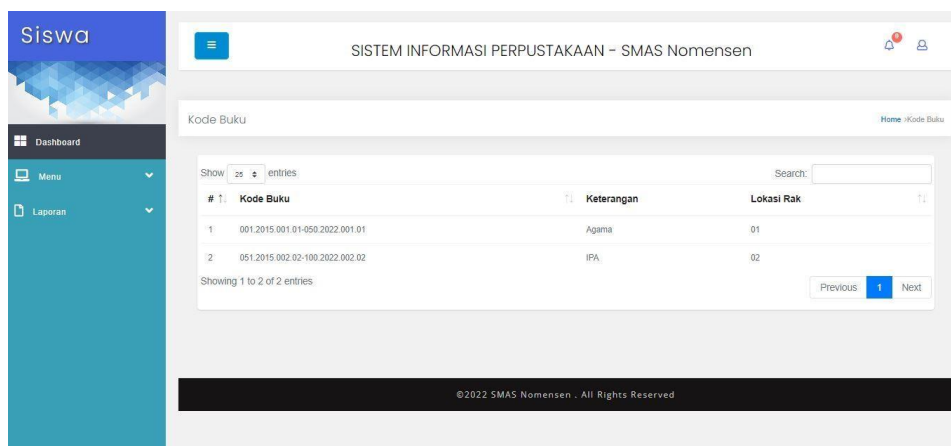 Siswa
SISTEM INFORMASI PERPUSTAKAAN - SMAS Nomensen
Kode Buku
Home >Kode Buku
Dashboard
Menu
Laporan
Show 25 entries
Search:
# Kode Buku Keterangan Lokasi Rak
1 001.2015.001.01-050.2022.001.01 Agama 01
2 051.2015.002.02-100.2022.002.02 IPA 02
Showing 1 to 2 of 2 entries
Previous 1 Next
©2022 SMAS Nomensen . All Rights Reserved